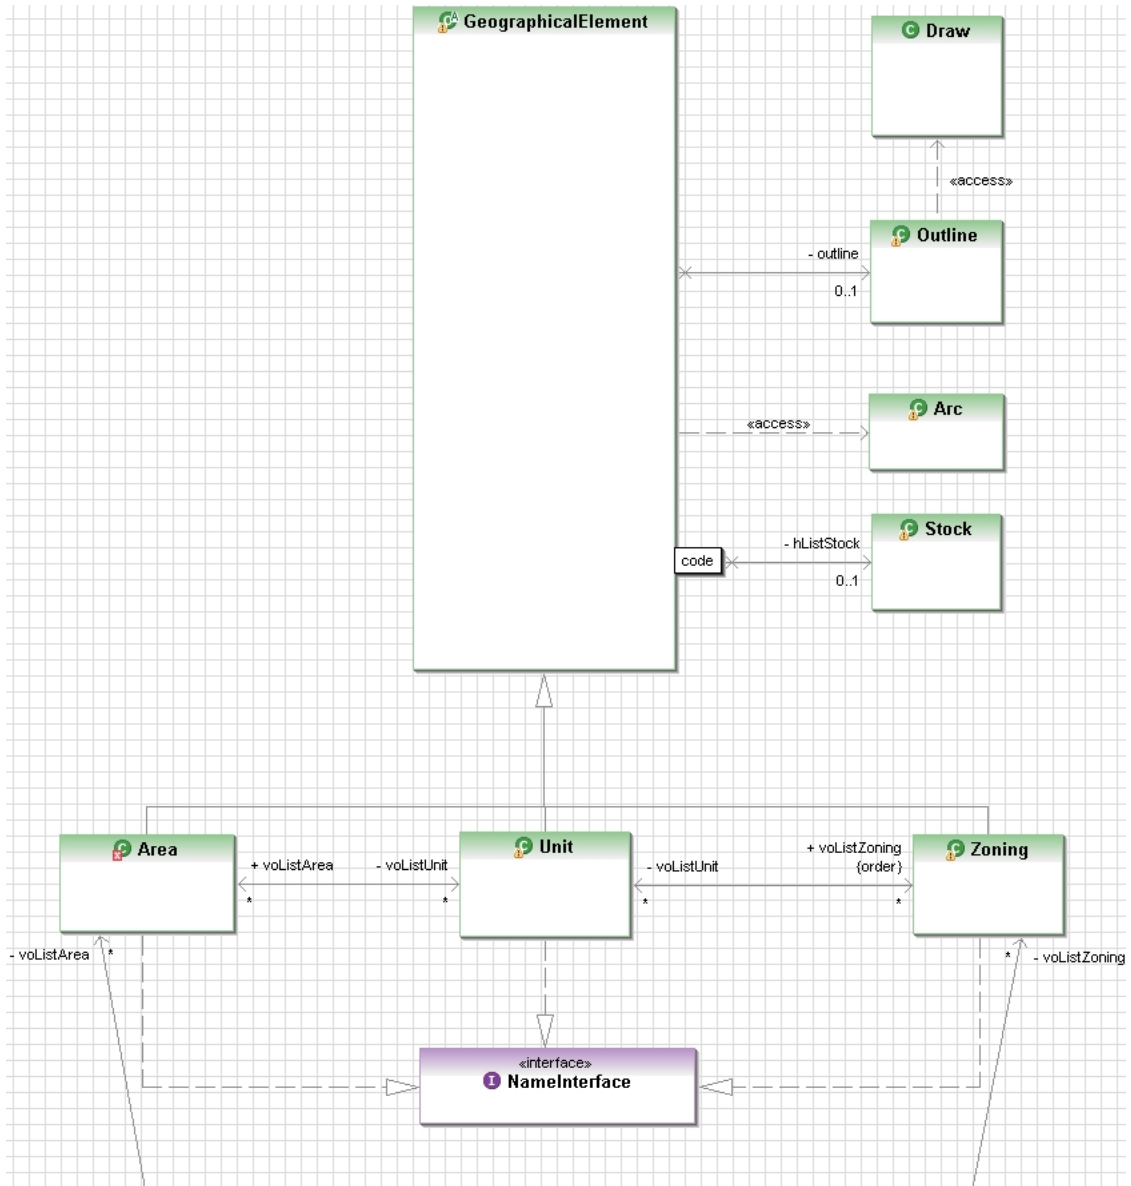 GeographicalElement
Draw
«access»
Outline
- outline
0..1
Arc
«access»
Stock
- hListStock
code
0..1
Area
Unit
Zoning
+ voListArea
- voListUnit
*
*
- voListUnit
+ voListZoning
{order}
*
*
- voListArea
*
*
- voListZoning
«interface»
NameInterface